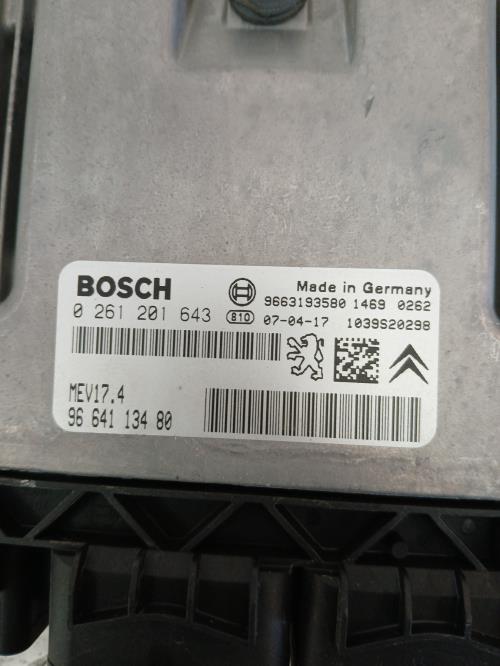 BOSCH
Made in Germany
9663193580 1469 0262
0 261 201 643
810 07-04-17 1039S20298
MEV17.4
96 641 134 80